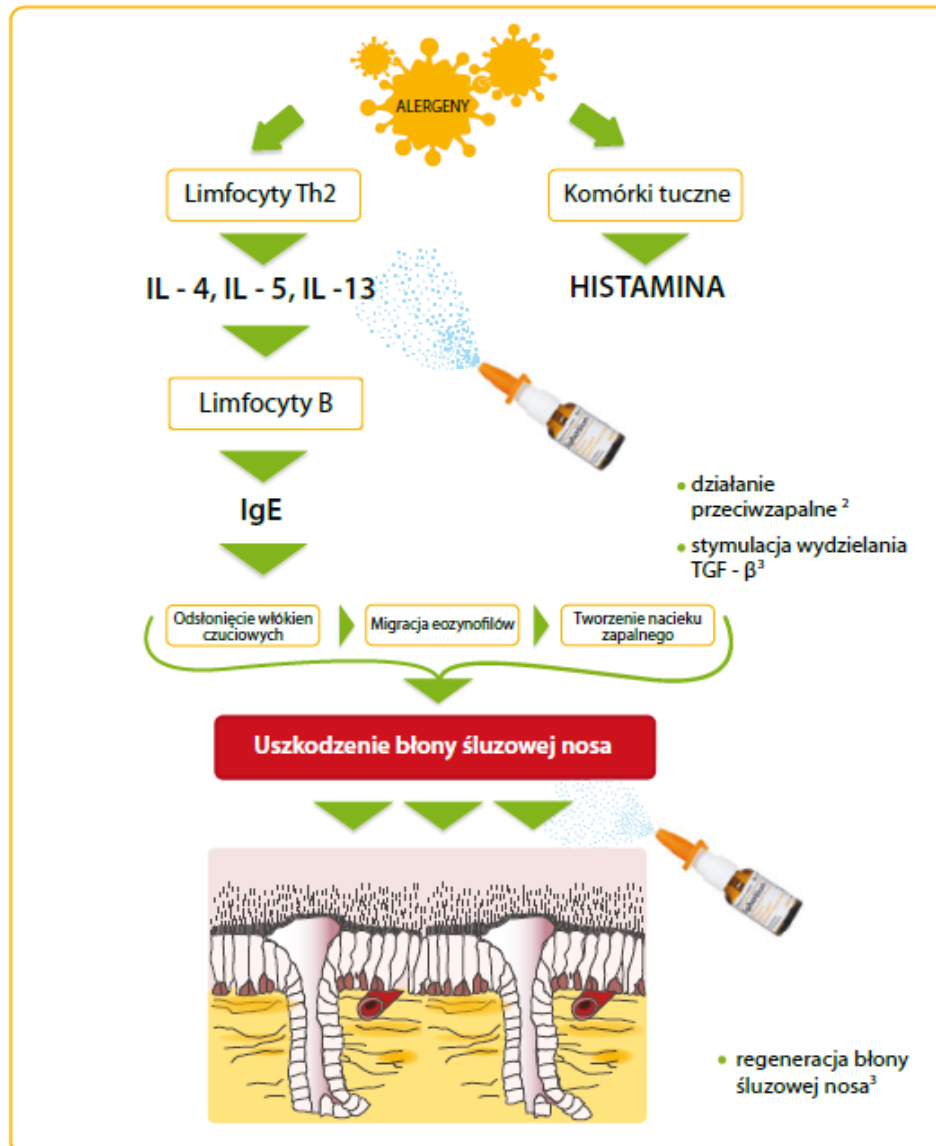 ALERGENY
Limfocyty Th2
Komórki tuczne
IL - 4, IL - 5, IL -13
HISTAMINA
Limfocyty B
IgE
• działanie
przeciwzapalne ²
• stymulacja wydzielania
TGF - β³
Odsłonięcie włókien
czuciowych
Migracja eozynofilów
Tworzenie nacieku
zapalnego
Uszkodzenie błony śluzowej nosa
• regeneracja błony
śluzowej nosa³